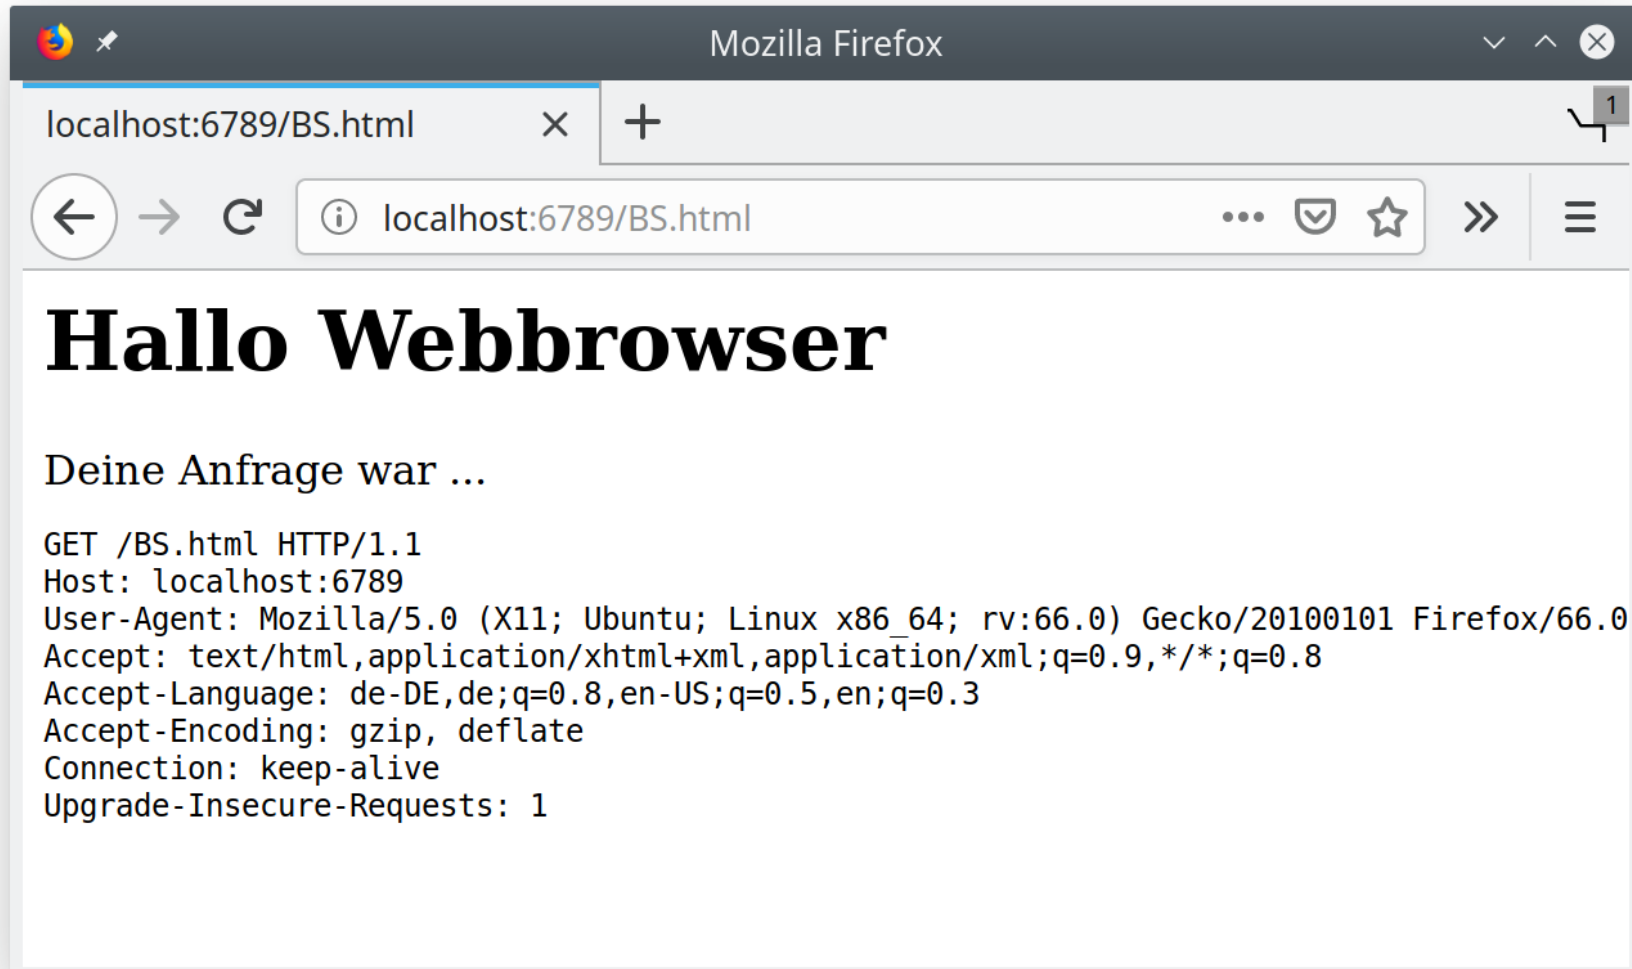 Mozilla Firefox
localhost:6789/BS.html
1
localhost:6789/BS.html
Hallo Webbrowser
Deine Anfrage war ...
GET /BS.html HTTP/1.1
Host: localhost:6789
User-Agent: Mozilla/5.0 (X11; Ubuntu; Linux x86_64; rv:66.0) Gecko/20100101 Firefox/66.0
Accept: text/html,application/xhtml+xml,application/xml;q=0.9,*/*;q=0.8
Accept-Language: de-DE,de;q=0.8,en-US;q=0.5,en;q=0.3
Accept-Encoding: gzip, deflate
Connection: keep-alive
Upgrade-Insecure-Requests: 1